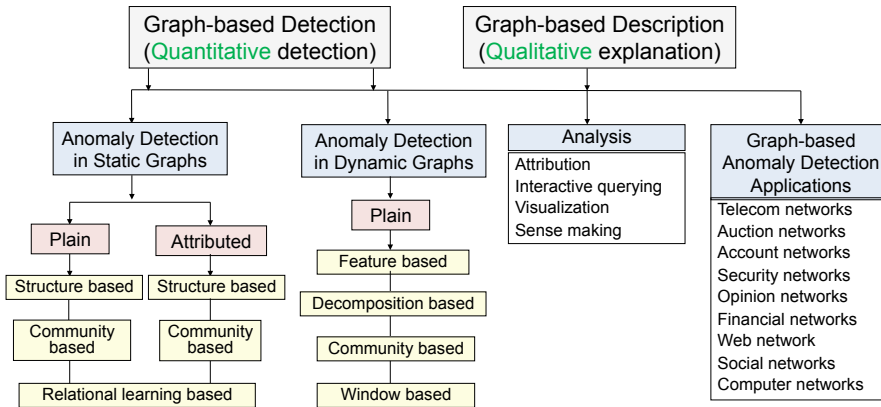 Graph-based Detection
(Quantitative detection)
Graph-based Description
(Qualitative explanation)
Anomaly Detection
in Static Graphs
Plain
Attributed
Structure based
Structure based
Community
based
Community
based
Relational learning based
Anomaly Detection
in Dynamic Graphs
Plain
Feature based
Decomposition based
Community based
Window based
Analysis
Attribution
Interactive querying
Visualization
Sense making
Graph-based
Anomaly Detection
Applications
Telecom networks
Auction networks
Account networks
Security networks
Opinion networks
Financial networks
Web network
Social networks
Computer networks